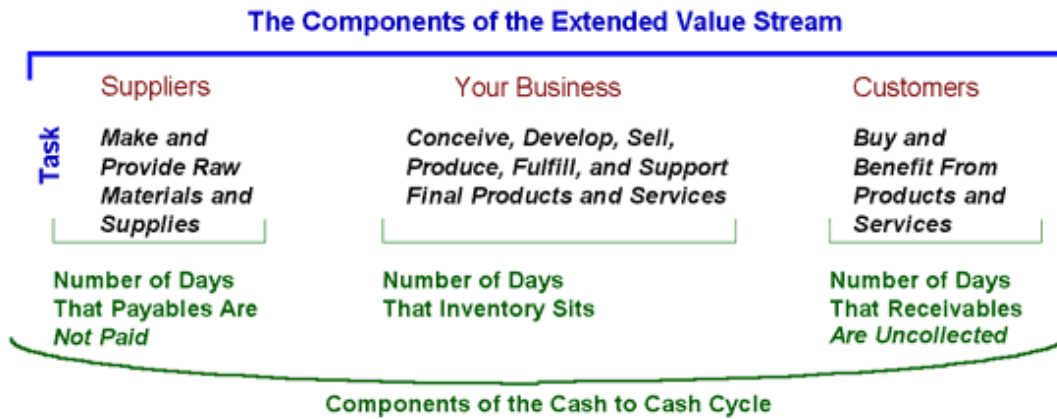 The Components of the Extended Value Stream
Suppliers
Your Business
Customers
Task
Make and
Provide Raw
Materials and
Supplies
Conceive, Develop, Sell,
Produce, Fulfill, and Support
Final Products and Services
Buy and
Benefit From
Products and
Services
Number of Days
That Payables Are
Not Paid
Number of Days
That Inventory Sits
Number of Days
That Receivables
Are Uncollected
Components of the Cash to Cash Cycle